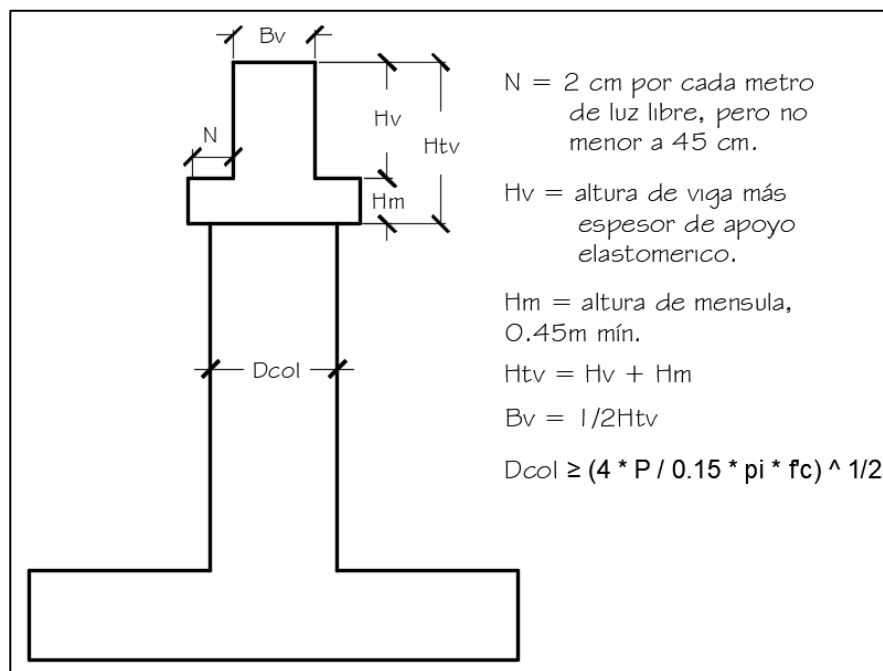 Bv
N
Hv
Htv
Hm
Dcol
N = 2 cm por cada metro
de luz libre, pero no
menor a 45 cm.
Hv = altura de viga más
espesor de apoyo
elastomerico.
Hm = altura de mensula,
0.45m mín.
Htv = Hv + Hm
Bv = 1/2Htv
Dcol ≥ (4 * P / 0.15 * pi * f'c) ^ 1/2